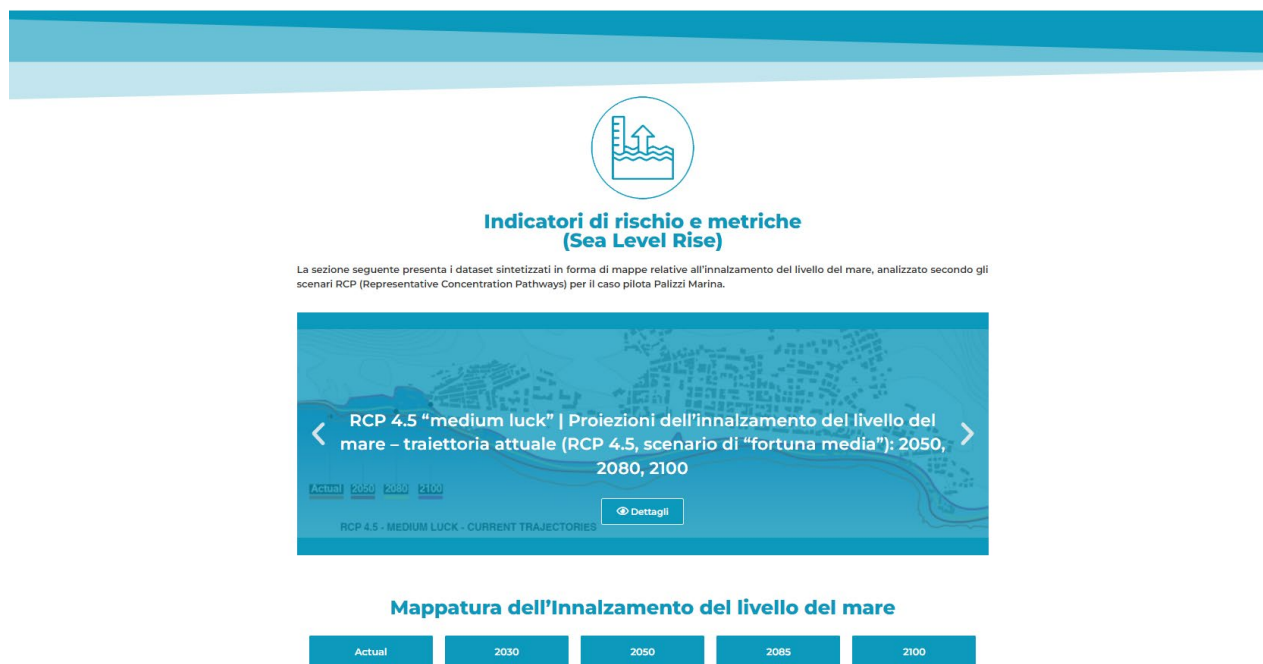 Indicatori di rischio e metriche
(Sea Level Rise)
La sezione seguente presenta i dataset sintetizzati in forma di mappe relative all’innalzamento del livello del mare, analizzato secondo gli
scenari RCP (Representative Concentration Pathways) per il caso pilota Palizzi Marina.
RCP 4.5 “medium luck” | Proiezioni dell’innalzamento del livello del
mare – traiettoria attuale (RCP 4.5, scenario di “fortuna media”): 2050,
2080, 2100
Actual 2050 2080 2100
Dettagli
RCP 4.5 - MEDIUM LUCK - CURRENT TRAJECTORIES
Mappatura dell’Innalzamento del livello del mare
Actual 2030 2050 2085 2100